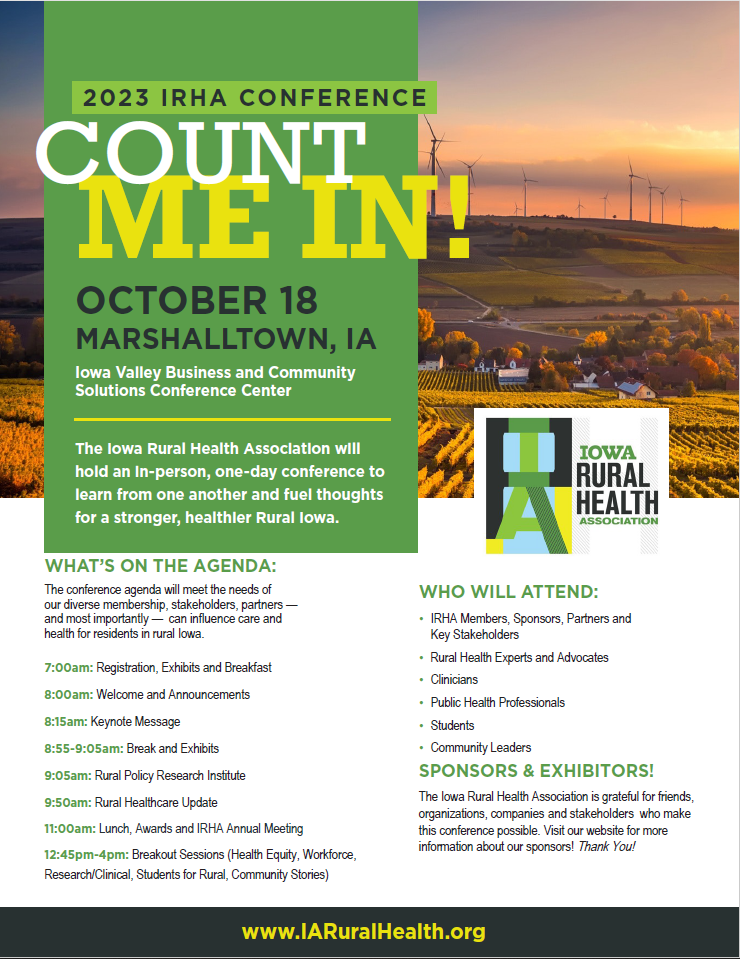 2023 IRHA CONFERENCE
COUNT
ME IN!
OCTOBER 18
MARSHALLTOWN, IA
Iowa Valley Business and Community
Solutions Conference Center
The Iowa Rural Health Association will
hold an in-person, one-day conference to
learn from one another and fuel thoughts
for a stronger, healthier Rural Iowa.
IOWA
RURAL
HEALTH
ASSOCIATION
WHAT'S ON THE AGENDA:
The conference agenda will meet the needs of
our diverse membership, stakeholders, partners —
and most importantly — can influence care and
health for residents in rural Iowa.
7:00am: Registration, Exhibits and Breakfast
8:00am: Welcome and Announcements
8:15am: Keynote Message
8:55-9:05am: Break and Exhibits
9:05am: Rural Policy Research Institute
9:50am: Rural Healthcare Update
11:00am: Lunch, Awards and IRHA Annual Meeting
12:45pm-4pm: Breakout Sessions (Health Equity, Workforce,
Research/Clinical, Students for Rural, Community Stories)
WHO WILL ATTEND:
• IRHA Members, Sponsors, Partners and
Key Stakeholders
• Rural Health Experts and Advocates
• Clinicians
• Public Health Professionals
• Students
• Community Leaders
SPONSORS & EXHIBITORS!
The Iowa Rural Health Association is grateful for friends,
organizations, companies and stakeholders who make
this conference possible. Visit our website for more
information about our sponsors! Thank You!
www.IARuralHealth.org